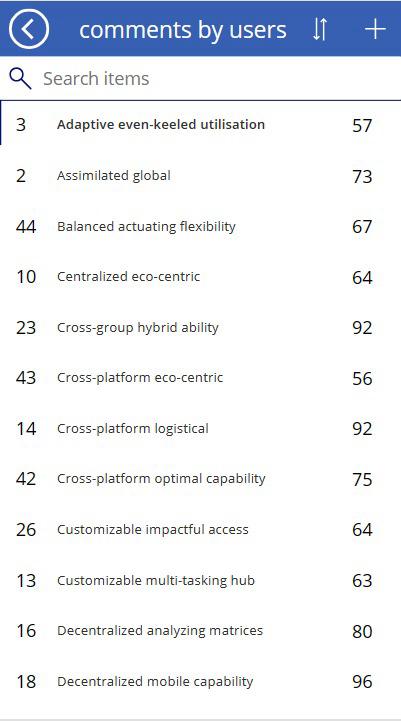 comments by users
Search items
3 Adaptive even-keeled utilisation 57
2 Assimilated global 73
44 Balanced actuating flexibility 67
10 Centralized eco-centric 64
23 Cross-group hybrid ability 92
43 Cross-platform eco-centric 56
14 Cross-platform logistical 92
42 Cross-platform optimal capability 75
26 Customizable impactful access 64
13 Customizable multi-tasking hub 63
16 Decentralized analyzing matrices 80
18 Decentralized mobile capability 96